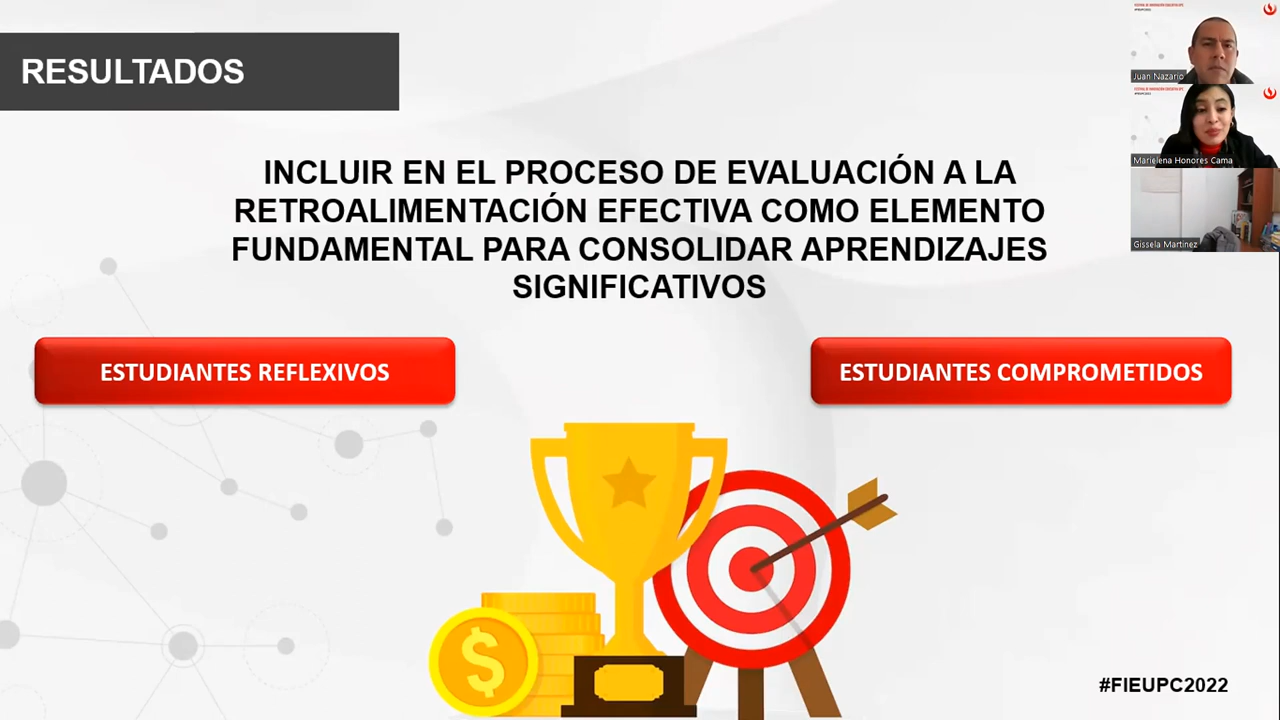 RESULTADOS
INCLUIR EN EL PROCESO DE EVALUACIÓN A LA
RETROALIMENTACIÓN EFECTIVA COMO ELEMENTO
FUNDAMENTAL PARA CONSOLIDAR APRENDIZAJES
SIGNIFICATIVOS
ESTUDIANTES REFLEXIVOS
ESTUDIANTES COMPROMETIDOS
$
#FIEUPC2022
Juan Nazario
Marielena Honores Cama
Gissela Martinez